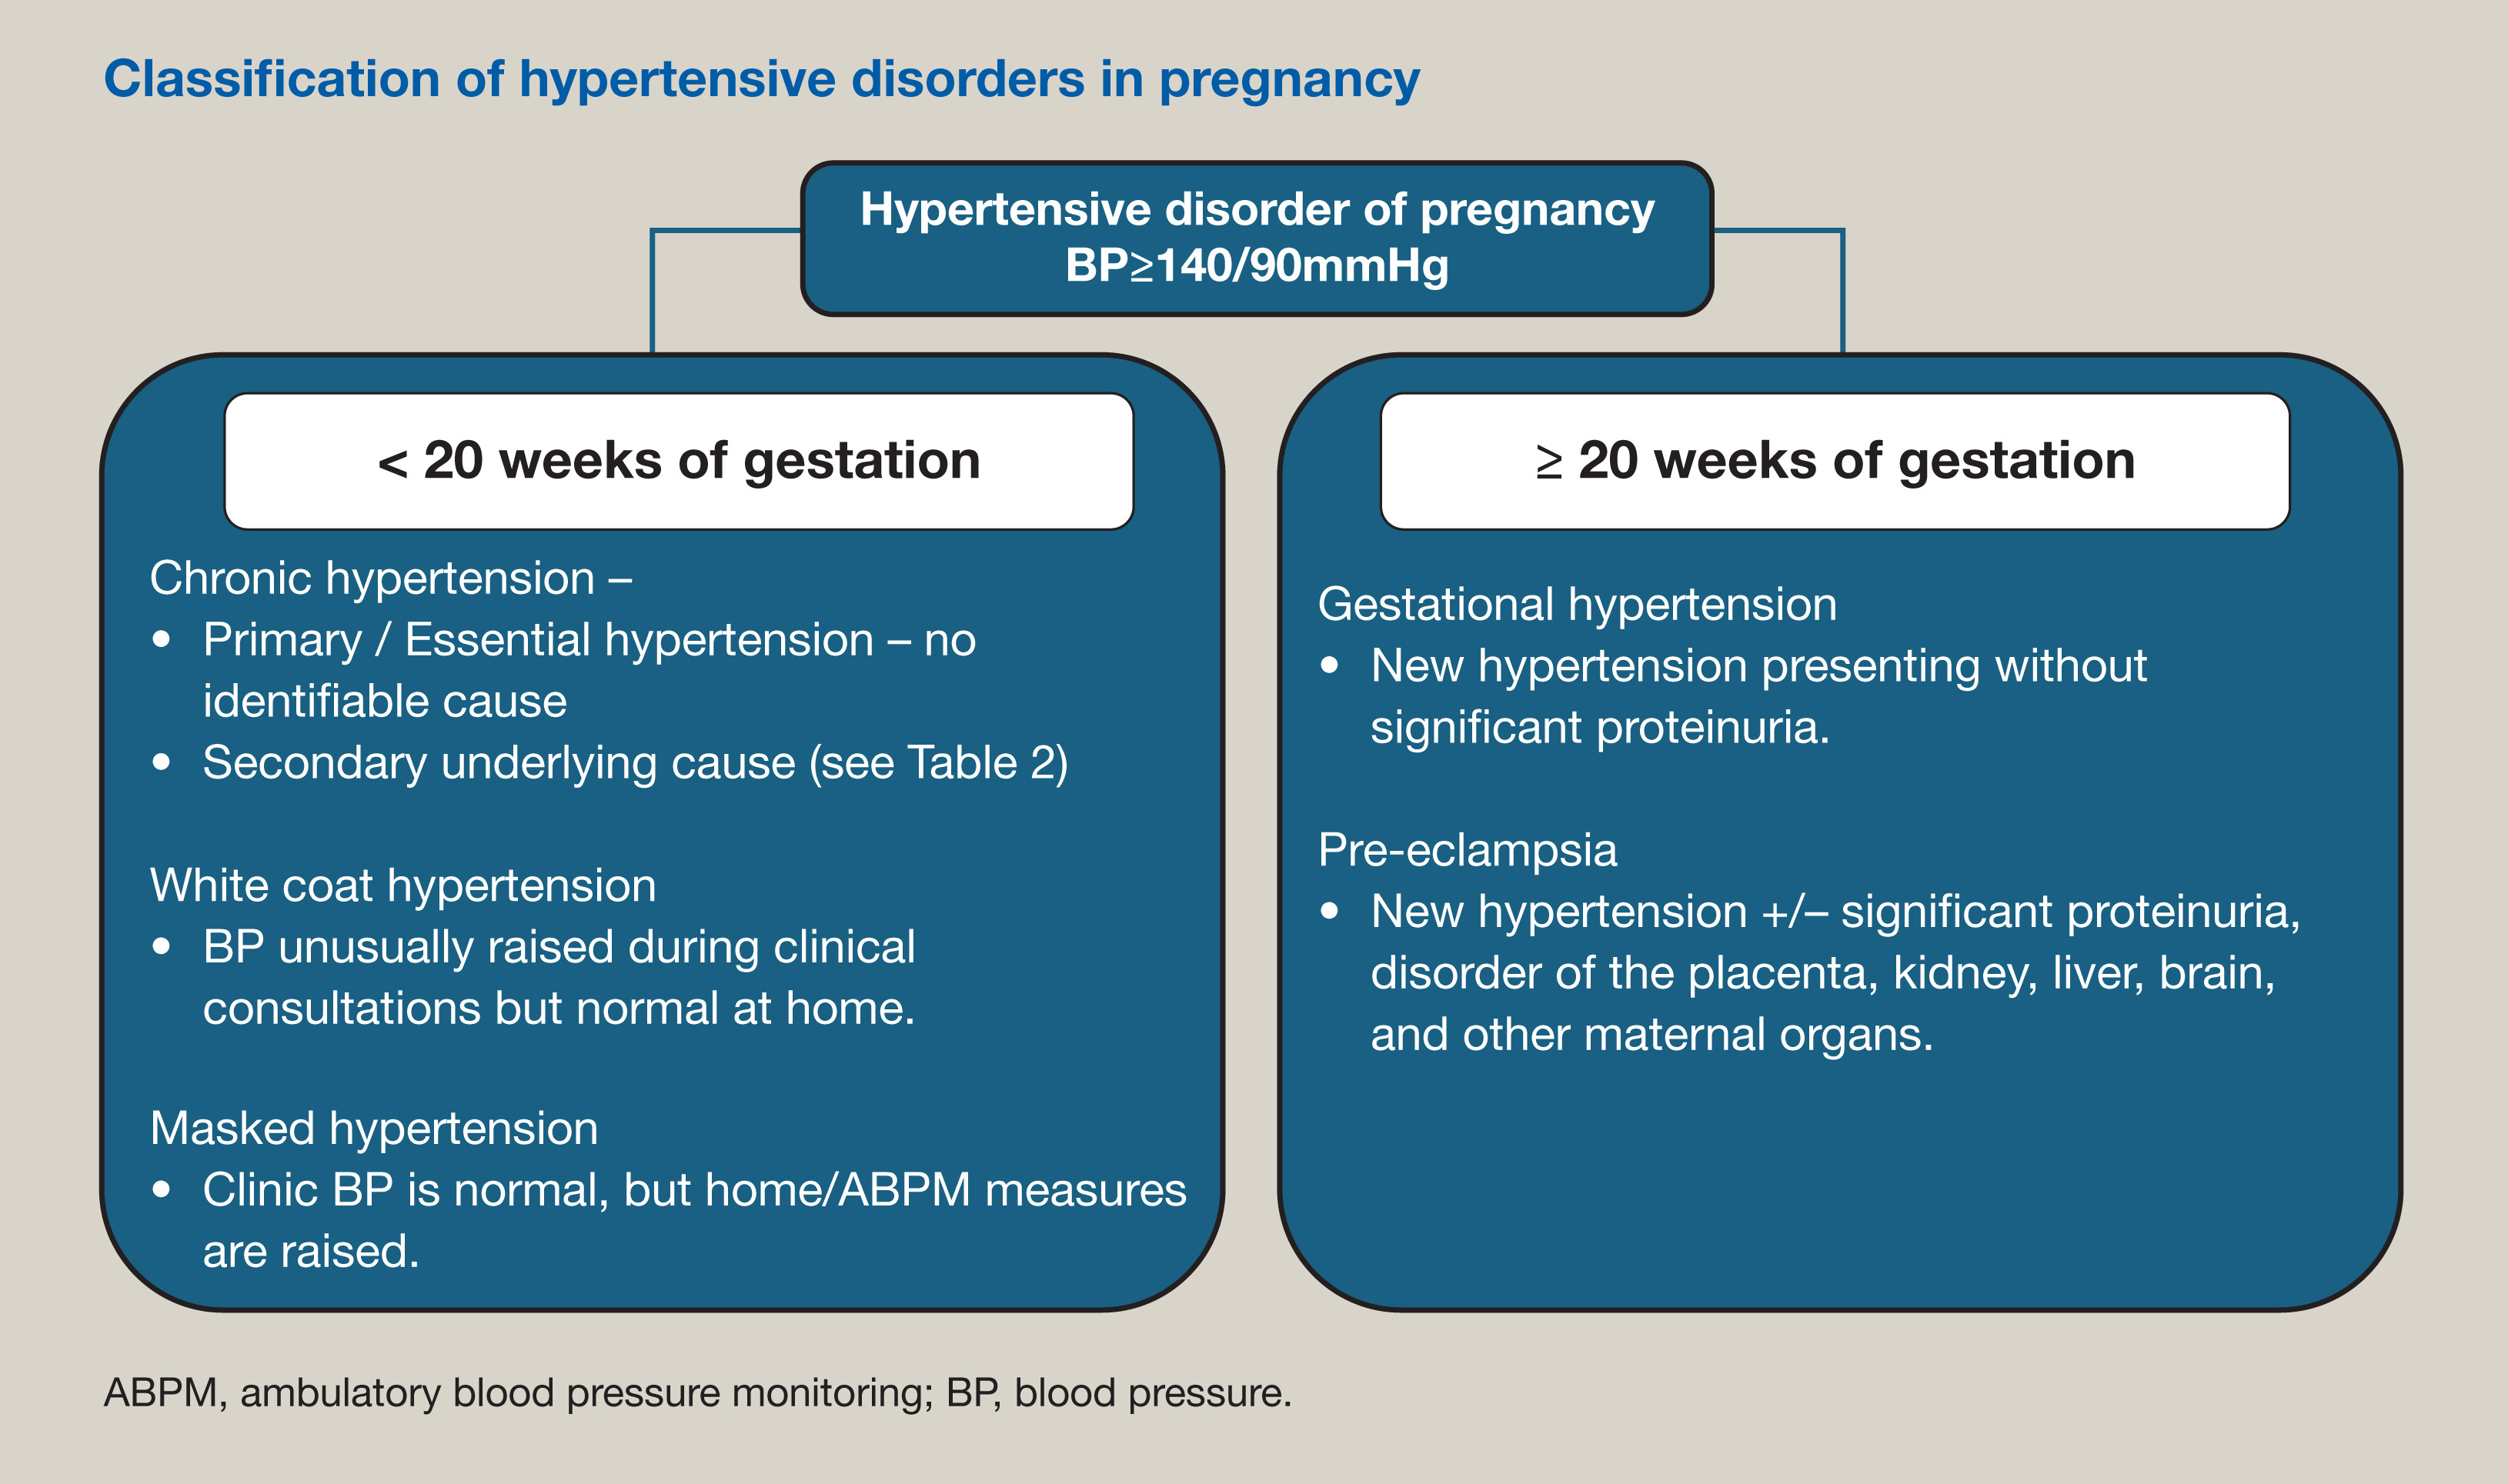 Classification of hypertensive disorders in pregnancy
Hypertensive disorder of pregnancy
BP≥140/90mmHg
< 20 weeks of gestation
Chronic hypertension –
• Primary / Essential hypertension – no
identifiable cause
• Secondary underlying cause (see Table 2)
White coat hypertension
• BP unusually raised during clinical
consultations but normal at home.
Masked hypertension
• Clinic BP is normal, but home/ABPM measures
are raised.
≥ 20 weeks of gestation
Gestational hypertension
• New hypertension presenting without
significant proteinuria.
Pre-eclampsia
• New hypertension +/– significant proteinuria,
disorder of the placenta, kidney, liver, brain,
and other maternal organs.
ABPM, ambulatory blood pressure monitoring; BP, blood pressure.